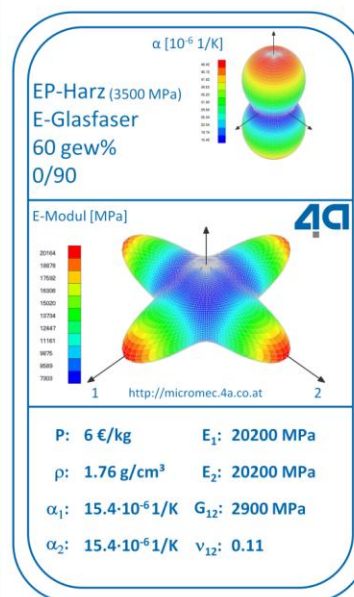 α [10⁻⁶ 1/K]
EP-Harz (3500 MPa)
E-Glasfaser
60 gew%
0/90
E-Modul [MPa]
4a
20164
18878
17592
16306
15020
13734
12447
11161
9875
8589
7303
1 http://micromec.4a.co.at 2
P: 6 €/kg E₁: 20200 MPa
ρ: 1.76 g/cm³ E₂: 20200 MPa
α₁: 15.4·10⁻⁶ 1/K G₁₂: 2900 MPa
α₂: 15.4·10⁻⁶ 1/K ν₁₂: 0.11